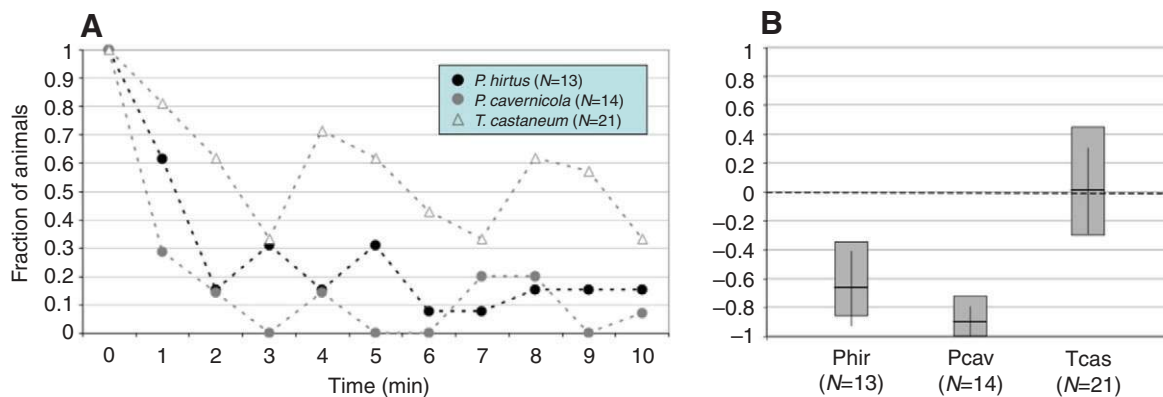 A
Fraction of animals
1
0.9
0.8
0.7
0.6
0.5
0.4
0.3
0.2
0.1
0
P. hirtus (N=13)
P. cavernicola (N=14)
T. castaneum (N=21)
0 1 2 3 4 5 6 7 8 9 10
Time (min)
B
1
0.8
0.6
0.4
0.2
0
–0.2
–0.4
–0.6
–0.8
–1
Phir Pcav Tcas
(N=13) (N=14) (N=21)